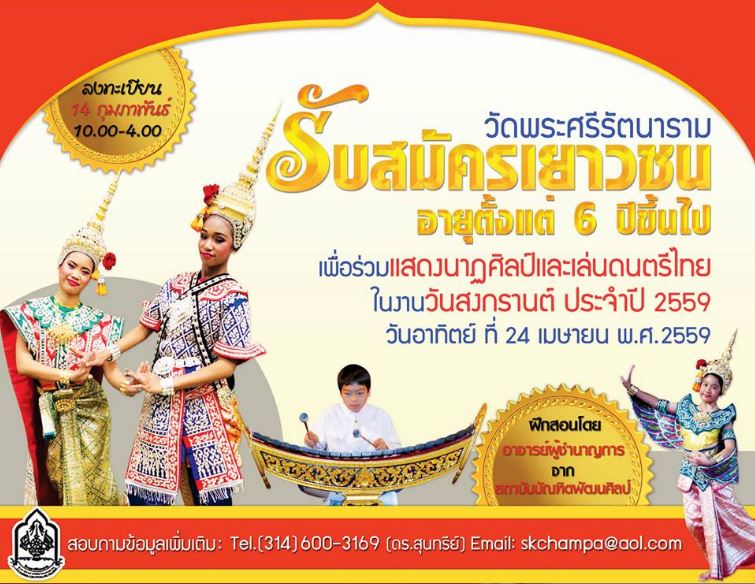 ลงทะเบียน
14 กุมภาพันธ์
10.00-4.00
วัดพระศรีรัตนาราม
รับสมัครเยาวชน
อายุตั้งแต่ 6 ปีขึ้นไป
เพื่อร่วมแสดงนาฏศิลป์และเล่นดนตรีไทย
ในงานวันสงกรานต์ ประจำปี 2559
วันอาทิตย์ ที่ 24 เมษายน พ.ศ.2559
ฝึกสอนโดย
อาจารย์ผู้ชำนาญการ
จาก
สถาบันบัณฑิตพัฒนศิลป์
สอบถามข้อมูลเพิ่มเติม: Tel.(314)600-3169 (ดร.สุนทรีย์) Email: skchampa@aol.com